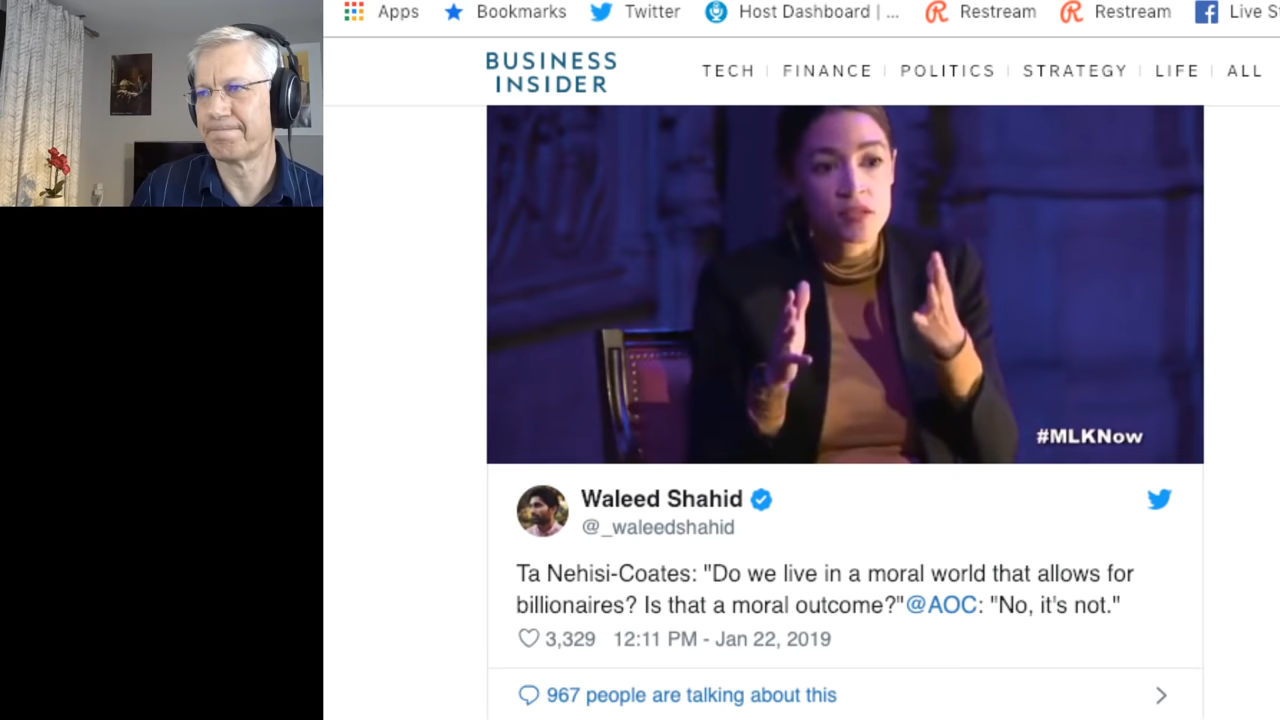 Apps Bookmarks Twitter Host Dashboard | ... Restream Restream Live S
BUSINESS
INSIDER
TECH | FINANCE | POLITICS | STRATEGY | LIFE | ALL
#MLKNow
Waleed Shahid
@_waleedshahid
Ta Nehisi-Coates: "Do we live in a moral world that allows for
billionaires? Is that a moral outcome?"@AOC: "No, it's not."
3,329 12:11 PM - Jan 22, 2019
967 people are talking about this